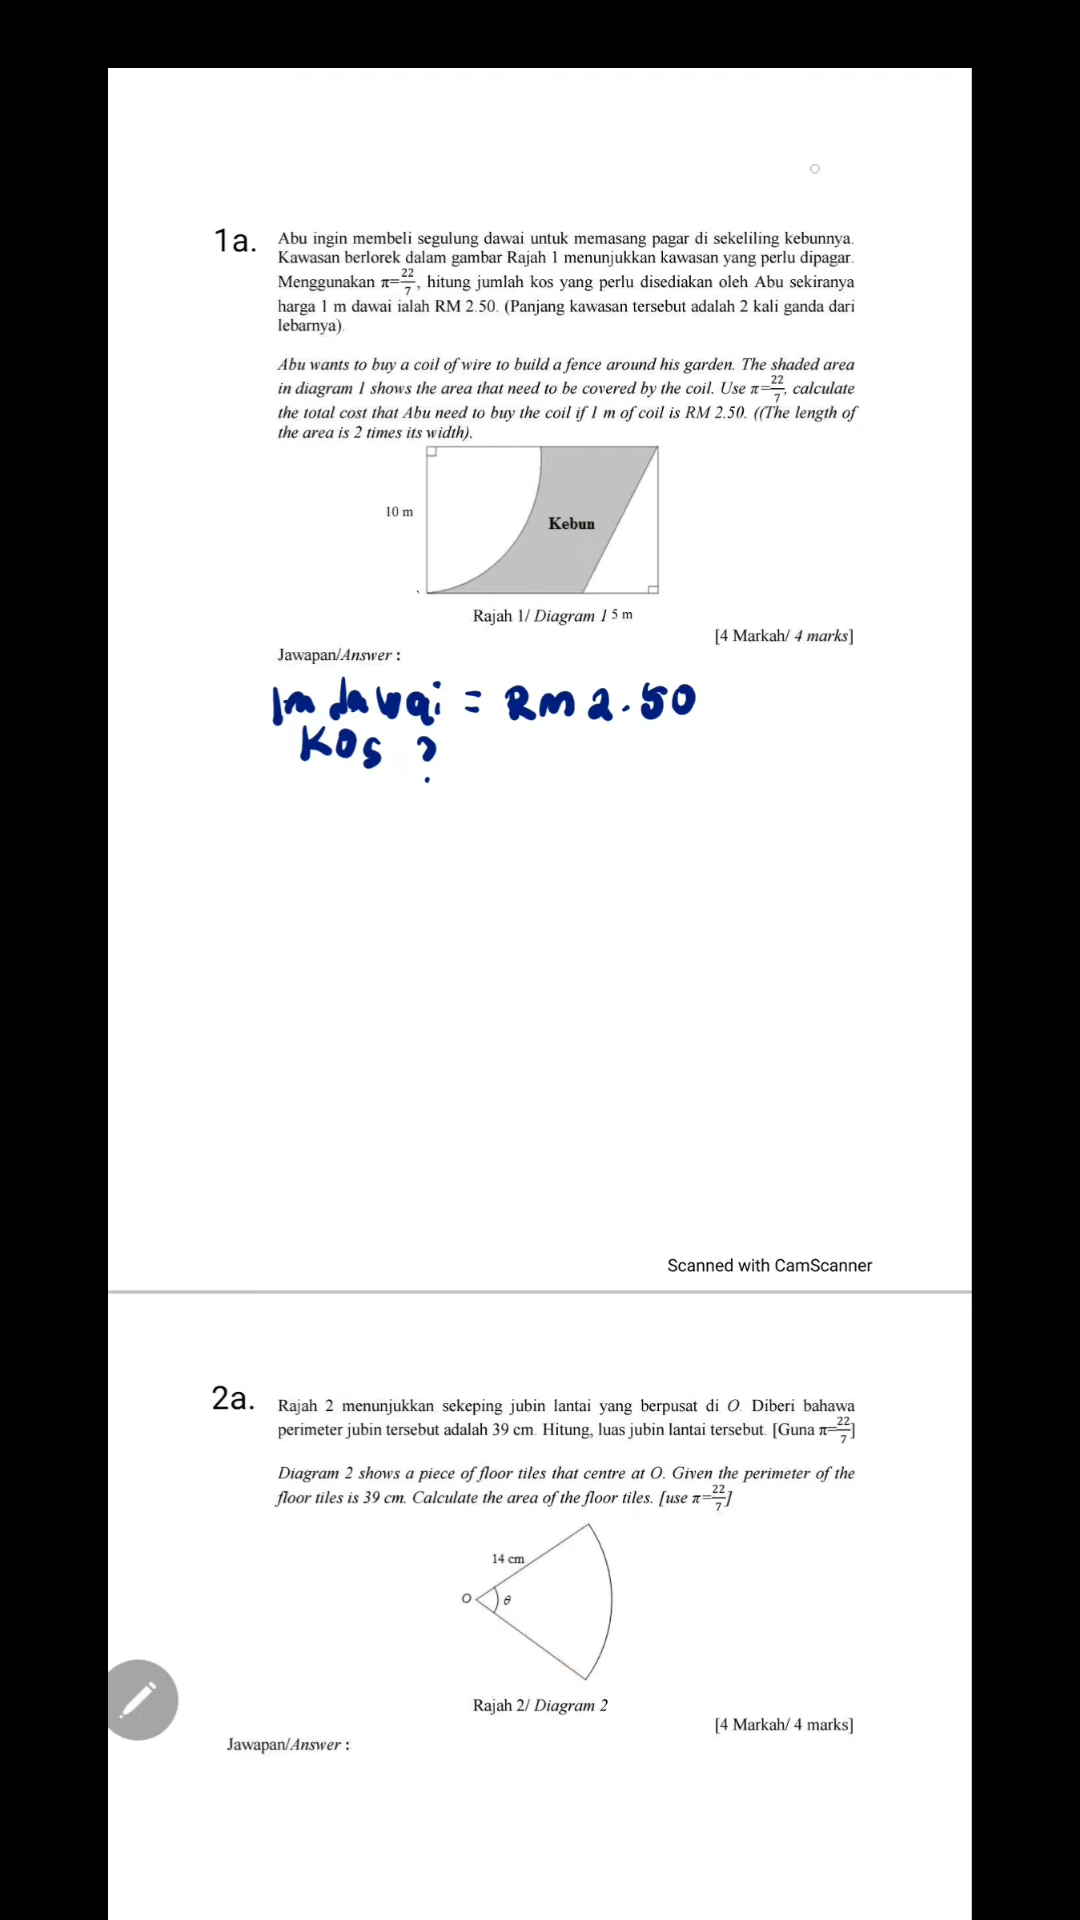 1a. Abu ingin membeli segulung dawai untuk memasang pagar di sekeliling kebunnya.
Kawasan berlorek dalam gambar Rajah 1 menunjukkan kawasan yang perlu dipagar.
Menggunakan π=22/7, hitung jumlah kos yang perlu disediakan oleh Abu sekiranya
harga 1 m dawai ialah RM 2.50. (Panjang kawasan tersebut adalah 2 kali ganda dari
lebarnya).
Abu wants to buy a coil of wire to build a fence around his garden. The shaded area
in diagram 1 shows the area that need to be covered by the coil. Use π=22/7, calculate
the total cost that Abu need to buy the coil if 1 m of coil is RM 2.50. ((The length of
the area is 2 times its width).
10 m
Kebun
Rajah 1/ Diagram 1 5 m
[4 Markah/ 4 marks]
Jawapan/Answer :
1m dawai = RM 2.50
KOS ?
Scanned with CamScanner
2a. Rajah 2 menunjukkan sekeping jubin lantai yang berpusat di O. Diberi bahawa
perimeter jubin tersebut adalah 39 cm. Hitung, luas jubin lantai tersebut. [Guna π=22/7]
Diagram 2 shows a piece of floor tiles that centre at O. Given the perimeter of the
floor tiles is 39 cm. Calculate the area of the floor tiles. [use π=22/7]
14 cm
O θ
Rajah 2/ Diagram 2
[4 Markah/ 4 marks]
Jawapan/Answer :